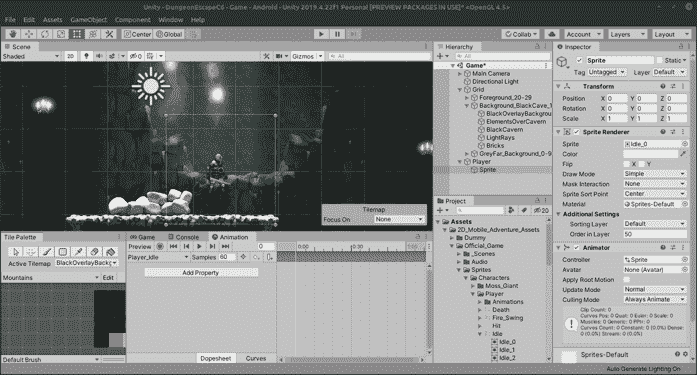 Unity - DungeonEscapeCS - Game - Android - Unity 2019.4.22f1 Personal [PREVIEW PACKAGES IN USE]* <OpenGL 4.5>
File Edit Assets GameObject Component Window Help
Center Global Collab Account Layers Layout
Scene
Shaded 2D 0 Gizmos All
Tilemap
Focus On None
Hierarchy
All
Game*
Main Camera
Directional Light
Grid
Foreground_20-29
Background_BlackCave_1
BlackOverlayBackgr
ElementsOverCavern
BlackCavern
LightRays
Bricks
GreyFar_Background_0-9
Player
Sprite
Project
20
Assets
2D_Mobile_Adventure_Assets
Dummy
Official_Game
_Scenes
Audio
Sprites
Characters
Moss_Giant
Player
Animations
Death
Fire_Swing
Hit
Idle
Idle_0
Idle_1
Idle_2
Inspector
Sprite Static
Tag Untagged Layer Default
Transform
Position X 0 Y 0 Z 0
Rotation X 0 Y 0 Z 0
Scale X 1 Y 1 Z 1
Sprite Renderer
Sprite Idle_0
Color
Flip X Y
Draw Mode Simple
Mask Interaction None
Sprite Sort Point Center
Material Sprites-Default
Additional Settings
Sorting Layer Default
Order in Layer 50
Animator
Controller Sprite
Avatar None (Avatar)
Apply Root Motion
Update Mode Normal
Culling Mode Always Animate
Clip Count: 0
Curves Pos: 0 Quat: 0 Euler: 0 Scale: 0
Muscles: 0 Generic: 0 PPtr: 0
Curves Count: 0 Constant: 0 (0.0%) Dense:
0 (0.0%) Stream: 0 (0.0%)
Sprites-Default
Auto Generate Lighting On
Tile Palette
Active Tilemap BlackOverlayBackg
Mountains Edit
Default Brush
Game Console Animation
Preview 0 0:00
Player_Idle Samples 60
Add Property
Dopesheet Curves